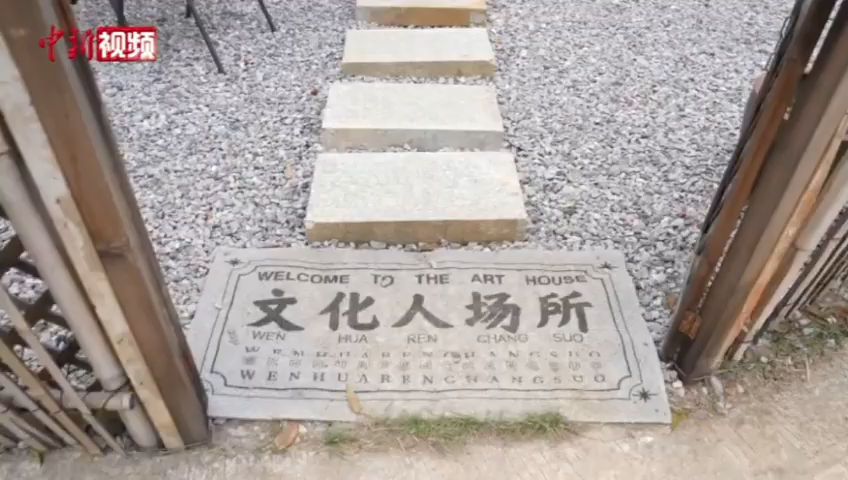 中新视频
WELCOME TO THE ART HOUSE
文化人场所
WEN HUA REN CHANG SUO
WENHUARENCHANGSUO
WENHUARENCHANGSUO